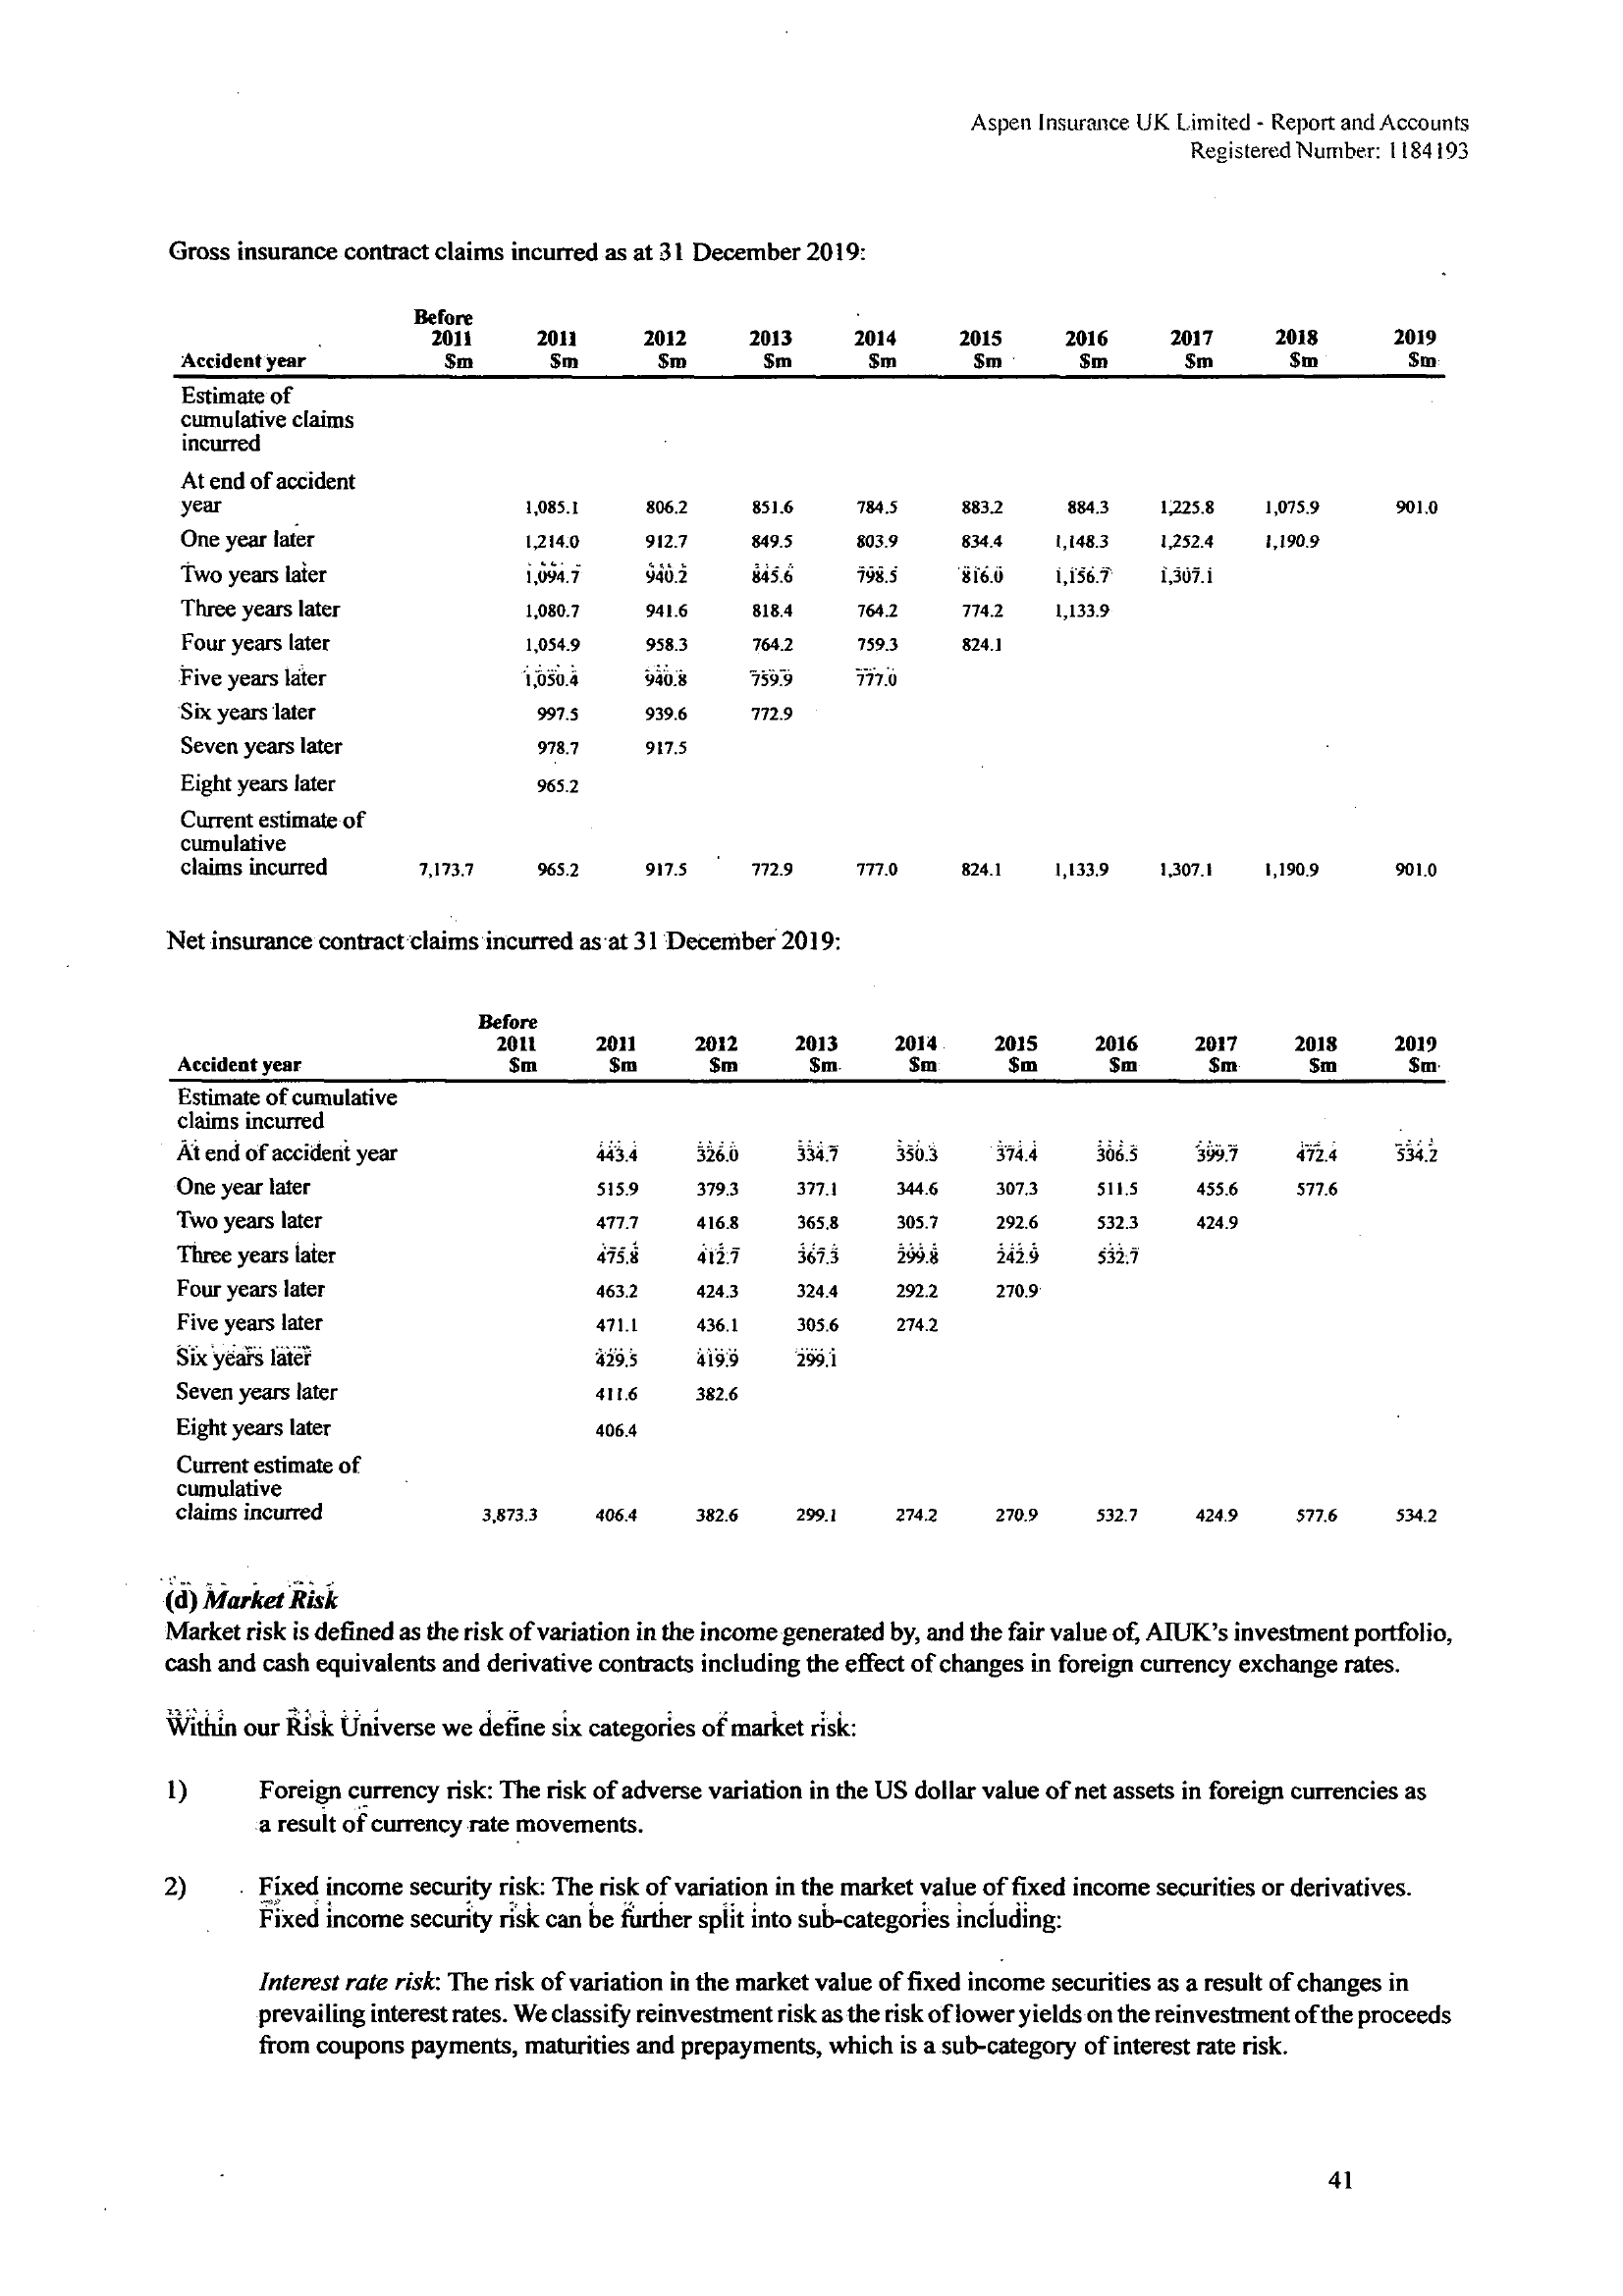 Aspen Insurance UK Limited - Report and Accounts
Registered Number: 1184193
Gross insurance contract claims incurred as at 31 December 2019:
Before
2011 2011 2012 2013 2014 2015 2016 2017 2018 2019
Accident year $m $m $m $m $m $m $m $m $m $m
Estimate of
cumulative claims
incurred
At end of accident
year 1,085.1 806.2 851.6 784.5 883.2 884.3 1,225.8 1,075.9 901.0
One year later 1,214.0 912.7 849.5 803.9 834.4 1,148.3 1,252.4 1,190.9
Two years later 1,094.7 940.2 845.6 798.5 816.0 1,156.7 1,307.1
Three years later 1,080.7 941.6 818.4 764.2 774.2 1,133.9
Four years later 1,054.9 958.3 764.2 759.3 824.1
Five years later 1,050.4 940.8 759.9 777.0
Six years later 997.5 939.6 772.9
Seven years later 978.7 917.5
Eight years later 965.2
Current estimate of
cumulative
claims incurred 7,173.7 965.2 917.5 772.9 777.0 824.1 1,133.9 1,307.1 1,190.9 901.0
Net insurance contract claims incurred as at 31 December 2019:
Before
2011 2011 2012 2013 2014 2015 2016 2017 2018 2019
Accident year $m $m $m $m $m $m $m $m $m $m
Estimate of cumulative
claims incurred
At end of accident year 443.4 326.0 334.7 350.3 374.4 306.5 399.7 472.4 534.2
One year later 515.9 379.3 377.1 344.6 307.3 511.5 455.6 577.6
Two years later 477.7 416.8 365.8 305.7 292.6 532.3 424.9
Three years later 475.8 412.7 367.3 299.8 242.9 532.7
Four years later 463.2 424.3 324.4 292.2 270.9
Five years later 471.1 436.1 305.6 274.2
Six years later 429.5 419.9 299.1
Seven years later 411.6 382.6
Eight years later 406.4
Current estimate of
cumulative
claims incurred 3,873.3 406.4 382.6 299.1 274.2 270.9 532.7 424.9 577.6 534.2
(d) Market Risk
Market risk is defined as the risk of variation in the income generated by, and the fair value of, AIUK's investment portfolio,
cash and cash equivalents and derivative contracts including the effect of changes in foreign currency exchange rates.
Within our Risk Universe we define six categories of market risk:
1) Foreign currency risk: The risk of adverse variation in the US dollar value of net assets in foreign currencies as
a result of currency rate movements.
2) Fixed income security risk: The risk of variation in the market value of fixed income securities or derivatives.
Fixed income security risk can be further split into sub-categories including:
Interest rate risk: The risk of variation in the market value of fixed income securities as a result of changes in
prevailing interest rates. We classify reinvestment risk as the risk of lower yields on the reinvestment of the proceeds
from coupons payments, maturities and prepayments, which is a sub-category of interest rate risk.
41